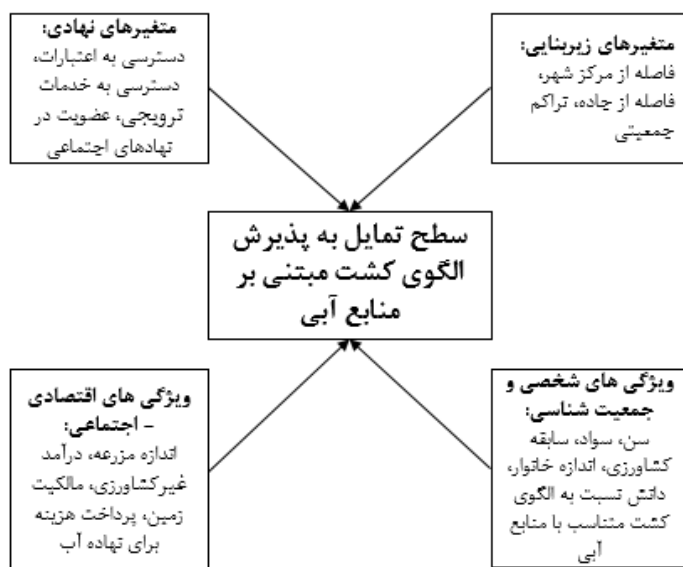 متغیرهای زیربنایی:
فاصله از مرکز شهر،
فاصله از جاده، تراکم
جمعیتی
متغیرهای نهادی:
دسترسی به اعتبارات،
دسترسی به خدمات
ترویجی، عضویت در
نهادهای اجتماعی
سطح تمایل به پذیرش
الگوی کشت مبتنی بر
منابع آبی
ویژگی های شخصی و
جمعیت شناسی:
سن، سواد، سابقه
کشاورزی، اندازه خانوار،
دانش نسبت به الگوی
کشت متناسب با منابع
آبی
ویژگی های اقتصادی
– اجتماعی:
اندازه مزرعه، درآمد
غیرکشاورزی، مالکیت
زمین، پرداخت هزینه
برای نهاده آب